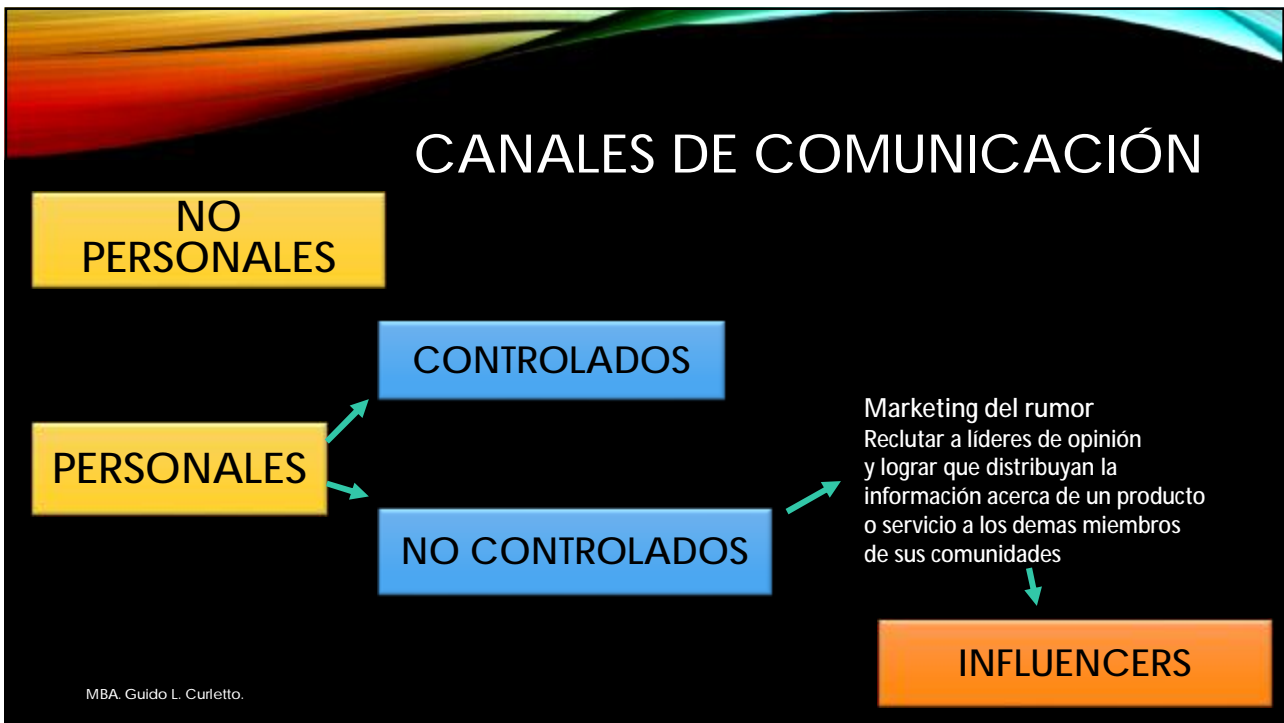 CANALES DE COMUNICACIÓN
NO
PERSONALES
CONTROLADOS
PERSONALES
NO CONTROLADOS
Marketing del rumor
Reclutar a líderes de opinión
y lograr que distribuyan la
información acerca de un producto
o servicio a los demas miembros
de sus comunidades
INFLUENCERS
MBA. Guido L. Curletto.